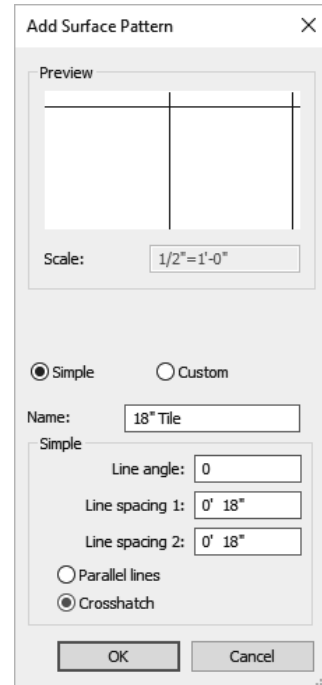 Add Surface Pattern
Preview
Scale: 1/2"=1'-0"
Simple Custom
Name: 18" Tile
Simple
Line angle: 0
Line spacing 1: 0' 18"
Line spacing 2: 0' 18"
Parallel lines
Crosshatch
OK Cancel